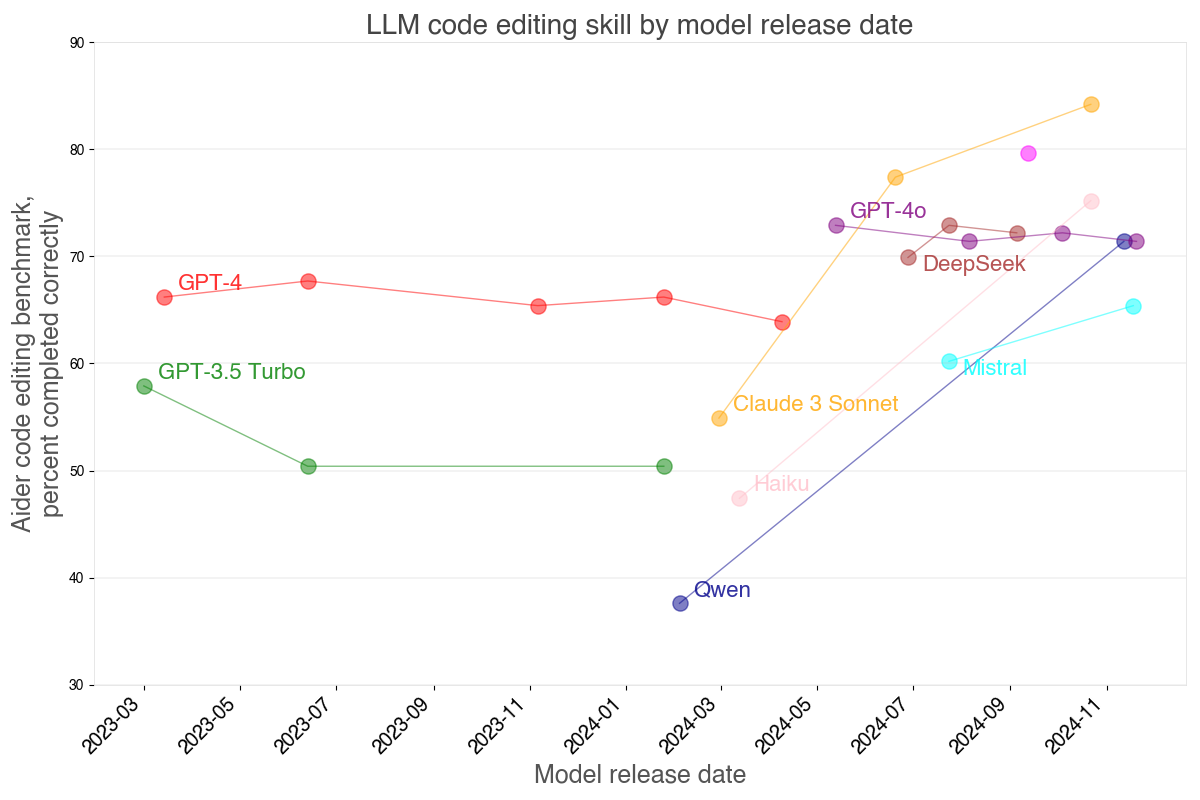 LLM code editing skill by model release date
Aider code editing benchmark,
percent completed correctly
90
80
70
60
50
40
30
GPT-4o
DeepSeek
GPT-4
GPT-3.5 Turbo
Mistral
Claude 3 Sonnet
Haiku
Qwen
2023-03
2023-05
2023-07
2023-09
2023-11
2024-01
2024-03
2024-05
2024-07
2024-09
2024-11
Model release date